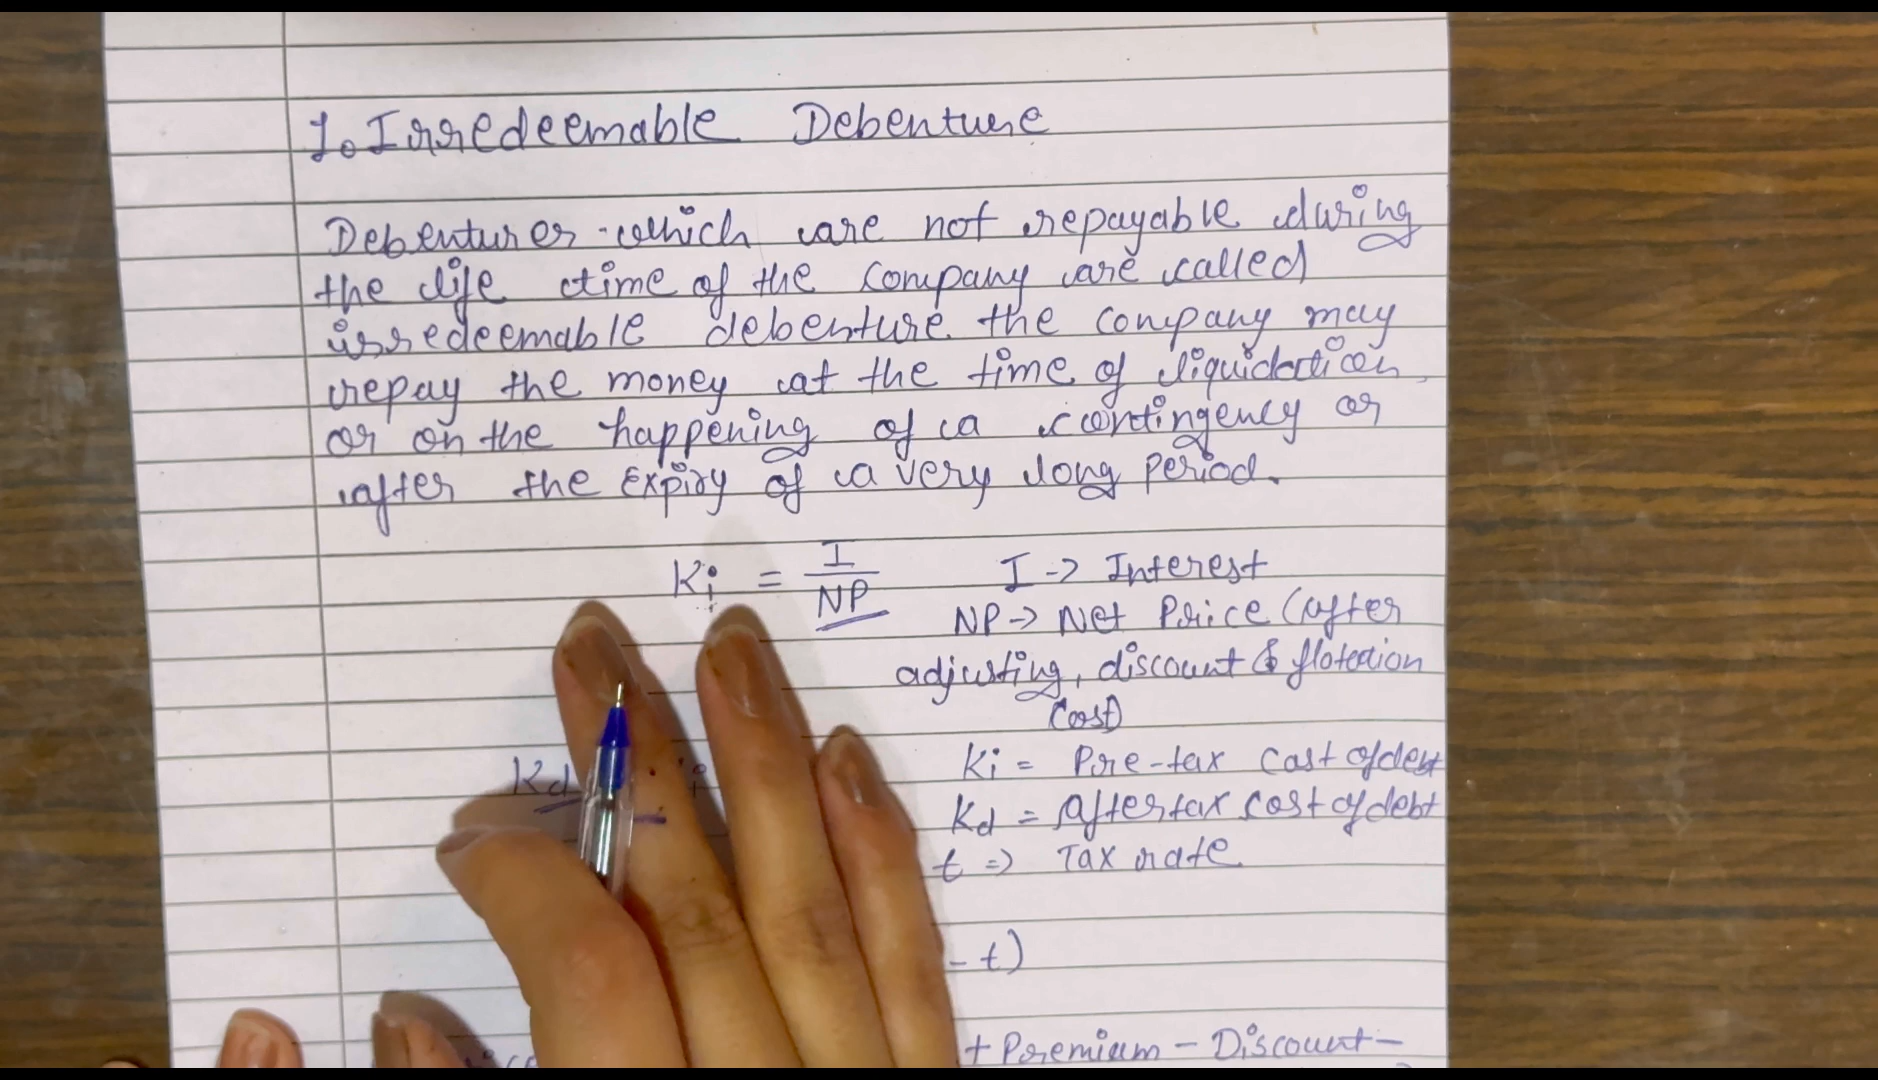 1. Irredeemable Debenture
Debentures which are not repayable during
the life time of the company are called
irredeemable debenture. the company may
repay the money at the time of liquidation
or on the happening of a contingency or
after the expiry of a very long period.
Ki = I / NP
I -> Interest
NP -> Net Price (after
adjusting, discount & flotation
cost)
Kd
Ki = Pre-tax cost of debt
Kd = After tax cost of debt
t => Tax rate
- t)
+ Premium - Discount -